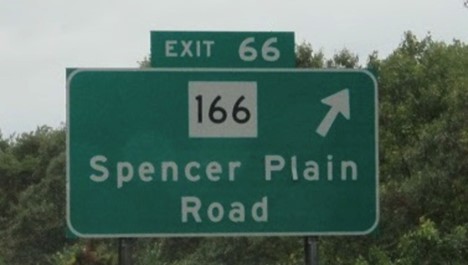 EXIT 66
166
Spencer Plain
Road